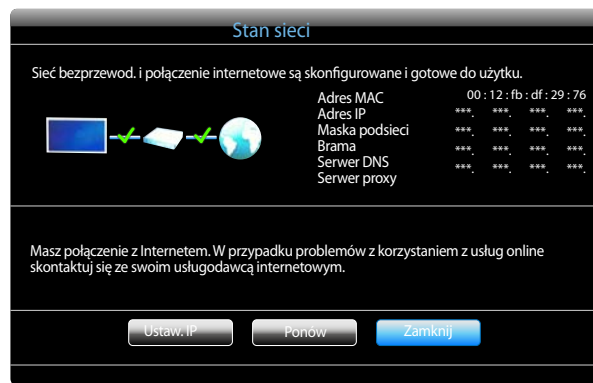 Stan sieci
Sieć bezprzewod. i połączenie internetowe są skonfigurowane i gotowe do użytku.
Adres MAC 00 : 12 : fb : df : 29 : 76
Adres IP ***. ***. ***. ***.
Maska podsieci ***. ***. ***. ***.
Brama ***. ***. ***. ***.
Serwer DNS ***. ***. ***. ***.
Serwer proxy
Masz połączenie z Internetem. W przypadku problemów z korzystaniem z usług online
skontaktuj się ze swoim usługodawcą internetowym.
Ustaw. IP Ponów Zamknij